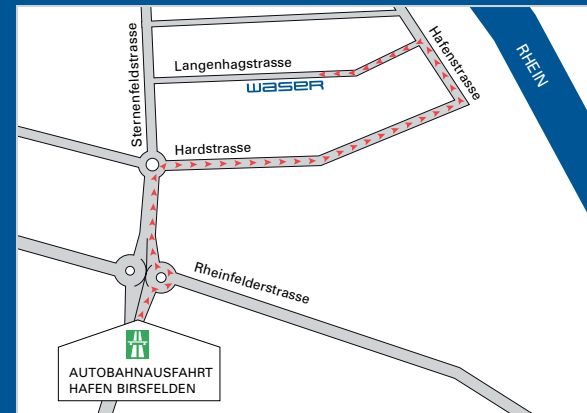 RHEIN
Hafenstrasse
Sternenfeldstrasse
Langenhagstrasse
waser
Hardstrasse
Rheinfelderstrasse
AUTOBAHNAUSFAHRT
HAFEN BIRSFELDEN